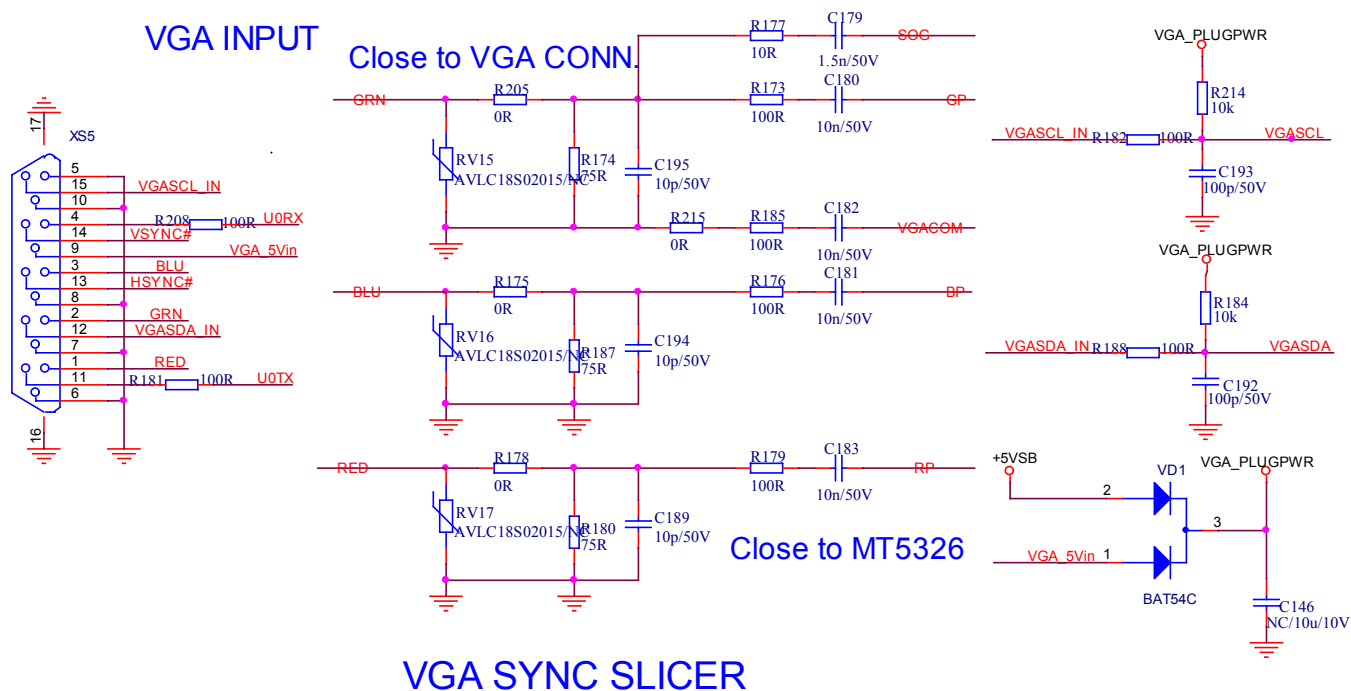 VGA INPUT
Close to VGA CONN.
17
XS5
5
15 VGASCL_IN
10
4 R208 100R U0RX
14 VSYNC#
9 VGA_5Vin
3 BLU
13 HSYNC#
8
2 GRN
12 VGASDA_IN
7
1 RED
11 R181 100R U0TX
6
16
R177
10R
C179
1.5n/50V
SOG
GRN
R205
0R
R173
100R
C180
10n/50V
GP
RV15
AVLC18S02015/NC
R174
75R
C195
10p/50V
R215
0R
R185
100R
C182
10n/50V
VGACOM
BLU
R175
0R
R176
100R
C181
10n/50V
BP
RV16
AVLC18S02015/NC
R187
75R
C194
10p/50V
RED
R178
0R
R179
100R
C183
10n/50V
RP
RV17
AVLC18S02015/NC
R180
75R
C189
10p/50V
Close to MT5326
VGA_PLUGPWR
R214
10k
VGASCL_IN R182 100R VGASCL
C193
100p/50V
VGA_PLUGPWR
R184
10k
VGASDA_IN R188 100R VGASDA
C192
100p/50V
+5VSB
VD1
VGA_PLUGPWR
2
3
VGA_5Vin 1
BAT54C
C146
NC/10u/10V
VGA SYNC SLICER